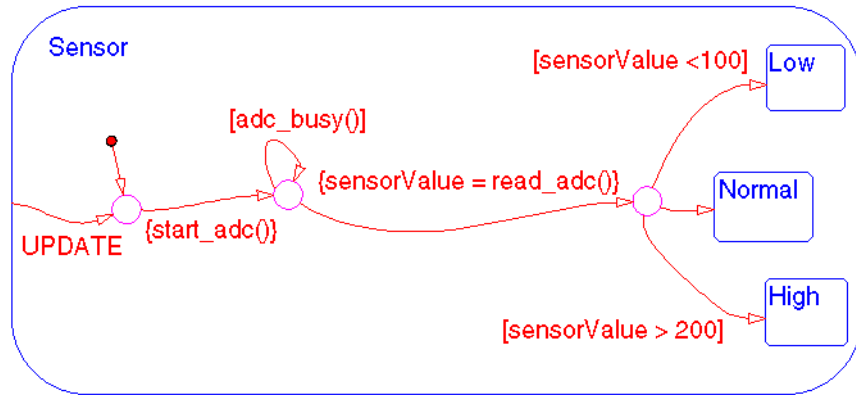 Sensor
[sensorValue <100]
Low
[adc_busy()]
{sensorValue = read_adc()}
Normal
{start_adc()}
UPDATE
High
[sensorValue > 200]